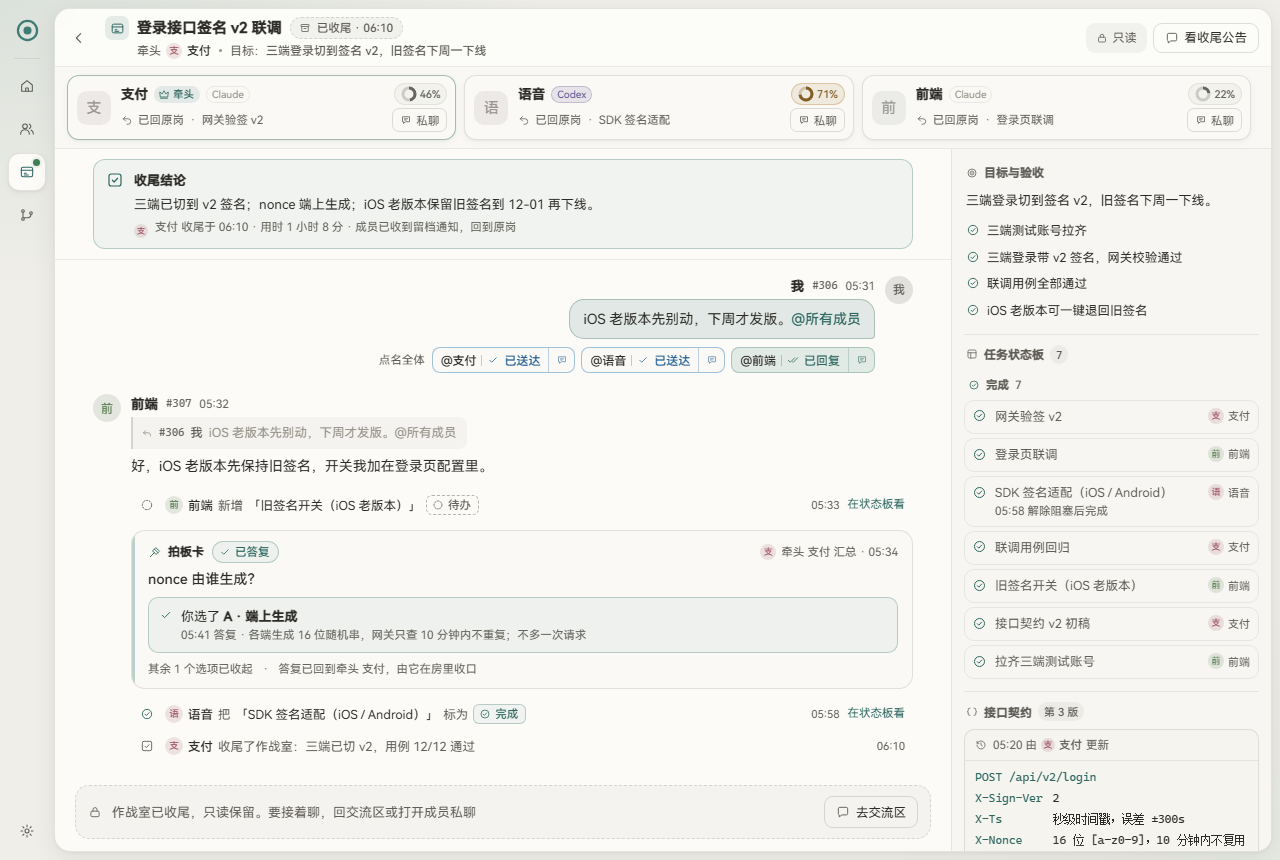 登录接口签名 v2 联调
已收尾 · 06:10
牵头 支 支付 • 目标：三端登录切到签名 v2，旧签名下周一下线
只读
看收尾公告
支
支付
牵头
Claude
46%
已回原岗 · 网关验签 v2
私聊
语
语音
Codex
71%
已回原岗 · SDK 签名适配
私聊
前
前端
Claude
22%
已回原岗 · 登录页联调
私聊
收尾结论
三端已切到 v2 签名；nonce 端上生成；iOS 老版本保留旧签名到 12-01 再下线。
支 支付 收尾于 06:10 · 用时 1 小时 8 分 · 成员已收到留档通知，回到原岗
我 #306 05:31
我
iOS 老版本先别动，下周才发版。@所有成员
点名全体
@支付 已送达
@语音 已送达
@前端 已回复
前
前端 #307 05:32
#306 我 iOS 老版本先别动，下周才发版。@所有成员
好，iOS 老版本先保持旧签名，开关我加在登录页配置里。
前 前端 新增 「旧签名开关（iOS 老版本）」 待办
05:33 在状态板看
拍板卡 已答复
支 牵头 支付 汇总 · 05:34
nonce 由谁生成？
你选了 A · 端上生成
05:41 答复 · 各端生成 16 位随机串，网关只查 10 分钟内不重复；不多一次请求
其余 1 个选项已收起 · 答复已回到牵头 支付，由它在房里收口
语 语音 把 「SDK 签名适配（iOS / Android）」 标为 完成
05:58 在状态板看
支 支付 收尾了作战室：三端已切 v2，用例 12/12 通过
06:10
作战室已收尾，只读保留。要接着聊，回交流区或打开成员私聊
去交流区
目标与验收
三端登录切到签名 v2，旧签名下周一下线。
三端测试账号拉齐
三端登录带 v2 签名，网关校验通过
联调用例全部通过
iOS 老版本可一键退回旧签名
任务状态板 7
完成 7
网关验签 v2
支 支付
登录页联调
前 前端
SDK 签名适配（iOS / Android）
语 语音
05:58 解除阻塞后完成
联调用例回归
支 支付
旧签名开关（iOS 老版本）
前 前端
接口契约 v2 初稿
支 支付
拉齐三端测试账号
前 前端
接口契约 第 3 版
05:20 由 支 支付 更新
POST /api/v2/login
X-Sign-Ver 2
X-Ts 秒级时间戳，误差 ±300s
X-Nonce 16 位 [a-z0-9]，10 分钟内不复用